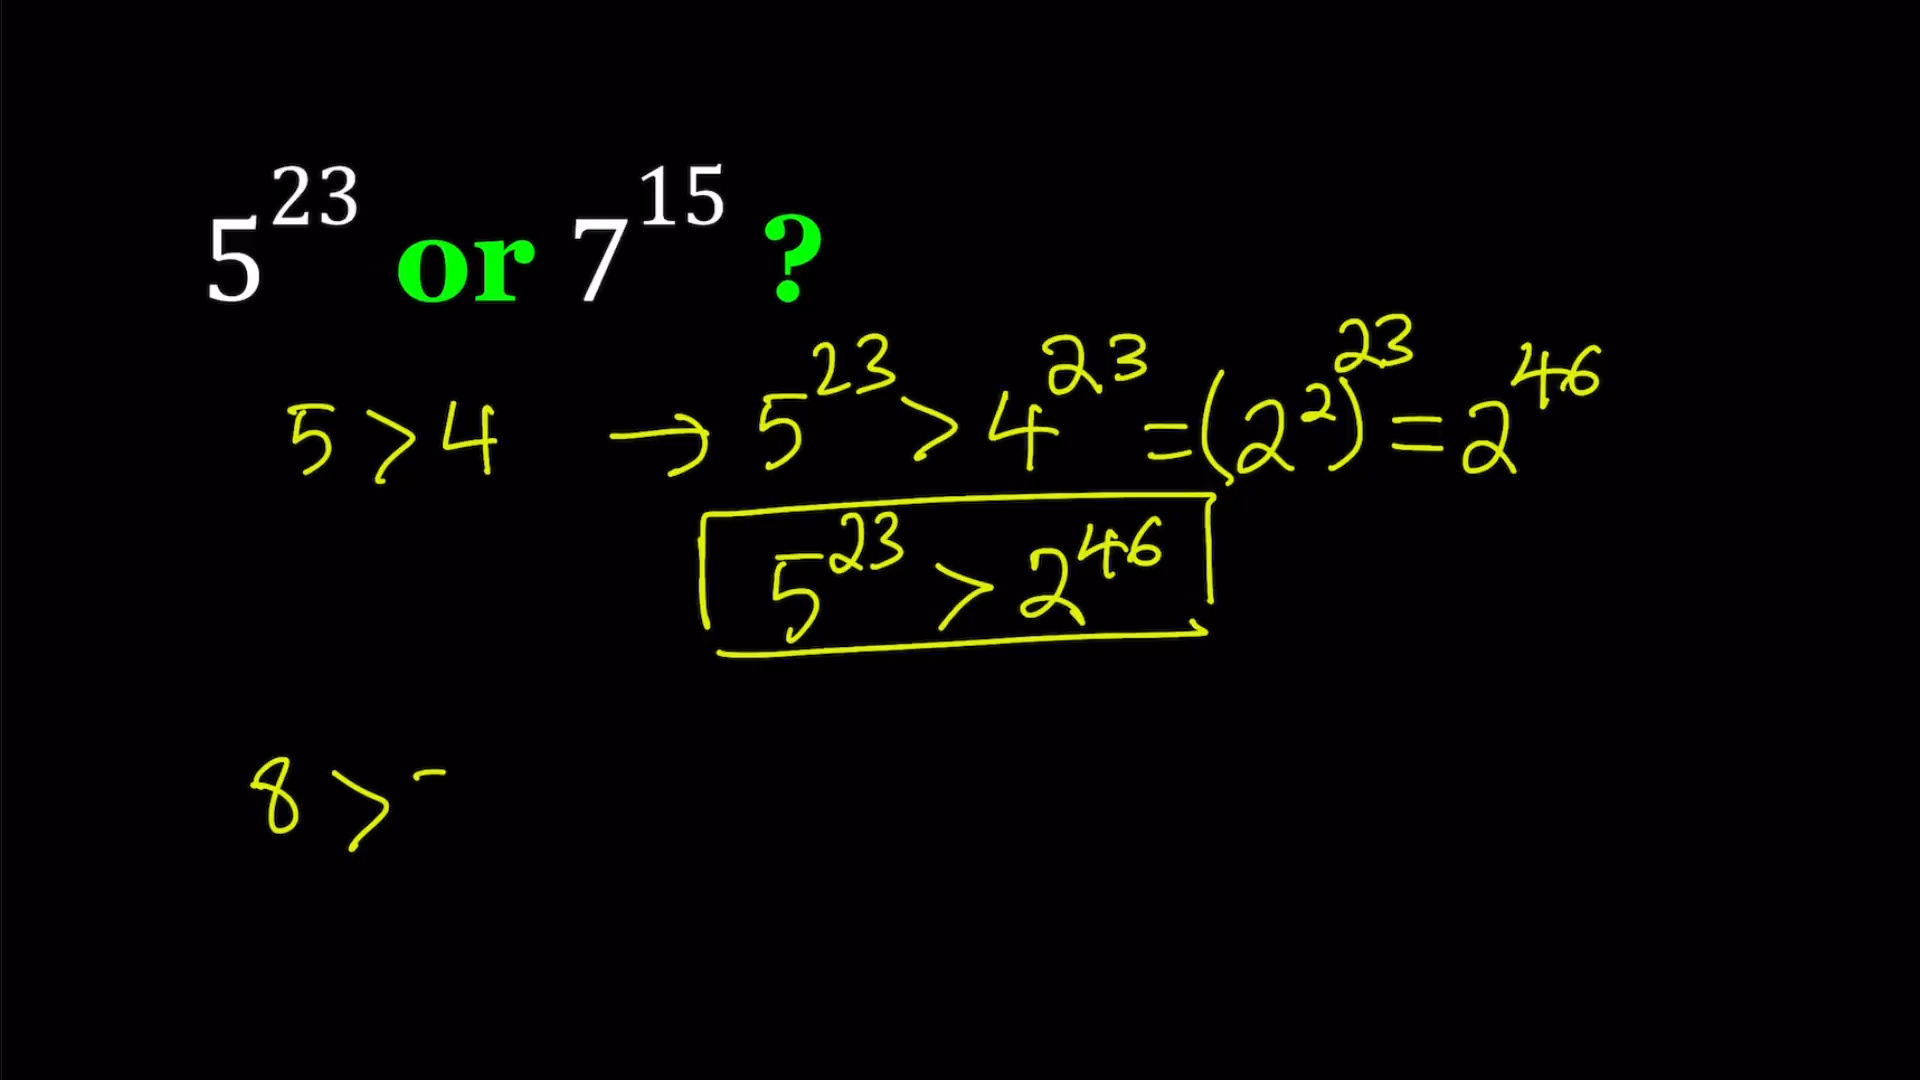 5^23 or 7^15 ?
5 > 4 → 5^23 > 4^23 = (2^2)^23 = 2^46
5^23 > 2^46
8 >